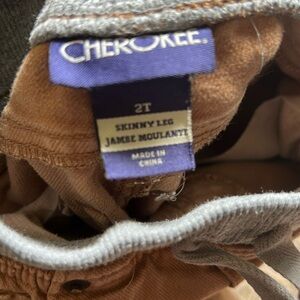 CHEROKEE.
2T
SKINNY LEG
JAMBE MOULANTE
MADE IN
CHINA